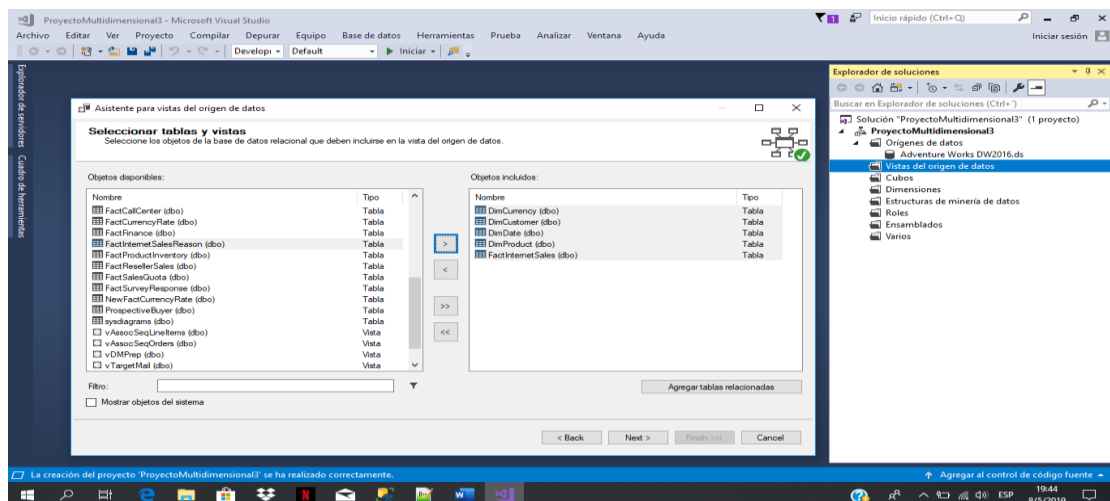 ProyectoMultidimensional3 - Microsoft Visual Studio
Inicio rápido (Ctrl+Q)
Archivo Editar Ver Proyecto Compilar Depurar Equipo Base de datos Herramientas Prueba Analizar Ventana Ayuda
Iniciar sesión
Developi Default Iniciar
Explorador de servidores
Cuadro de herramientas
Asistente para vistas del origen de datos
Seleccionar tablas y vistas
Seleccione los objetos de la base de datos relacional que deben incluirse en la vista del origen de datos.
Objetos disponibles:
Nombre Tipo
FactCallCenter (dbo) Tabla
FactCurrencyRate (dbo) Tabla
FactFinance (dbo) Tabla
FactInternetSalesReason (dbo) Tabla
FactProductInventory (dbo) Tabla
FactResellerSales (dbo) Tabla
FactSalesQuota (dbo) Tabla
FactSurveyResponse (dbo) Tabla
NewFactCurrencyRate (dbo) Tabla
ProspectiveBuyer (dbo) Tabla
sysdiagrams (dbo) Tabla
vAssocSeqLineItems (dbo) Vista
vAssocSeqOrders (dbo) Vista
vDMPrep (dbo) Vista
vTargetMail (dbo) Vista
>
<
>>
<<
Objetos incluidos:
Nombre Tipo
DimCurrency (dbo) Tabla
DimCustomer (dbo) Tabla
DimDate (dbo) Tabla
DimProduct (dbo) Tabla
FactInternetSales (dbo) Tabla
Filtro:
Agregar tablas relacionadas
Mostrar objetos del sistema
< Back Next > Finish >>| Cancel
Explorador de soluciones
Buscar en Explorador de soluciones (Ctrl+´)
Solución "ProyectoMultidimensional3" (1 proyecto)
ProyectoMultidimensional3
Orígenes de datos
Adventure Works DW2016.ds
Vistas del origen de datos
Cubos
Dimensiones
Estructuras de minería de datos
Roles
Ensamblados
Varios
La creación del proyecto 'ProyectoMultidimensional3' se ha realizado correctamente.
Agregar al control de código fuente
ESP
19:44
8/5/2019